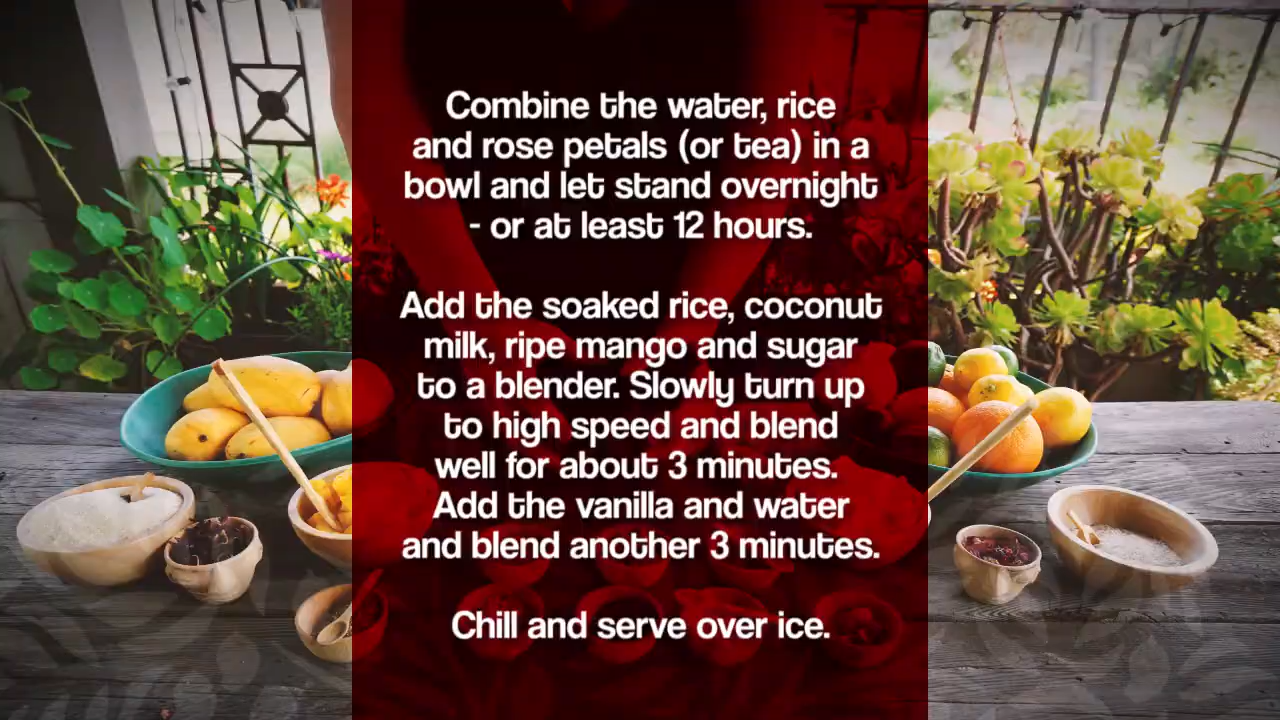 Combine the water, rice
and rose petals (or tea) in a
bowl and let stand overnight
- or at least 12 hours.
Add the soaked rice, coconut
milk, ripe mango and sugar
to a blender. Slowly turn up
to high speed and blend
well for about 3 minutes.
Add the vanilla and water
and blend another 3 minutes.
Chill and serve over ice.